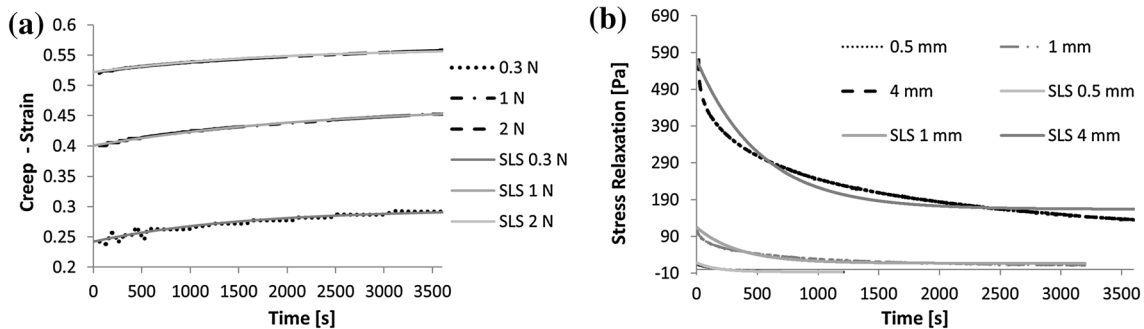 (a)
Creep - Strain
0.6
0.55
0.5
0.45
0.4
0.35
0.3
0.25
0.2
0 500 1000 1500 2000 2500 3000 3500
Time [s]
0.3 N
1 N
2 N
SLS 0.3 N
SLS 1 N
SLS 2 N
(b)
Stress Relaxation [Pa]
690
590
490
390
290
190
90
-10
0 500 1000 1500 2000 2500 3000 3500
Time [s]
0.5 mm 1 mm
4 mm SLS 0.5 mm
SLS 1 mm SLS 4 mm